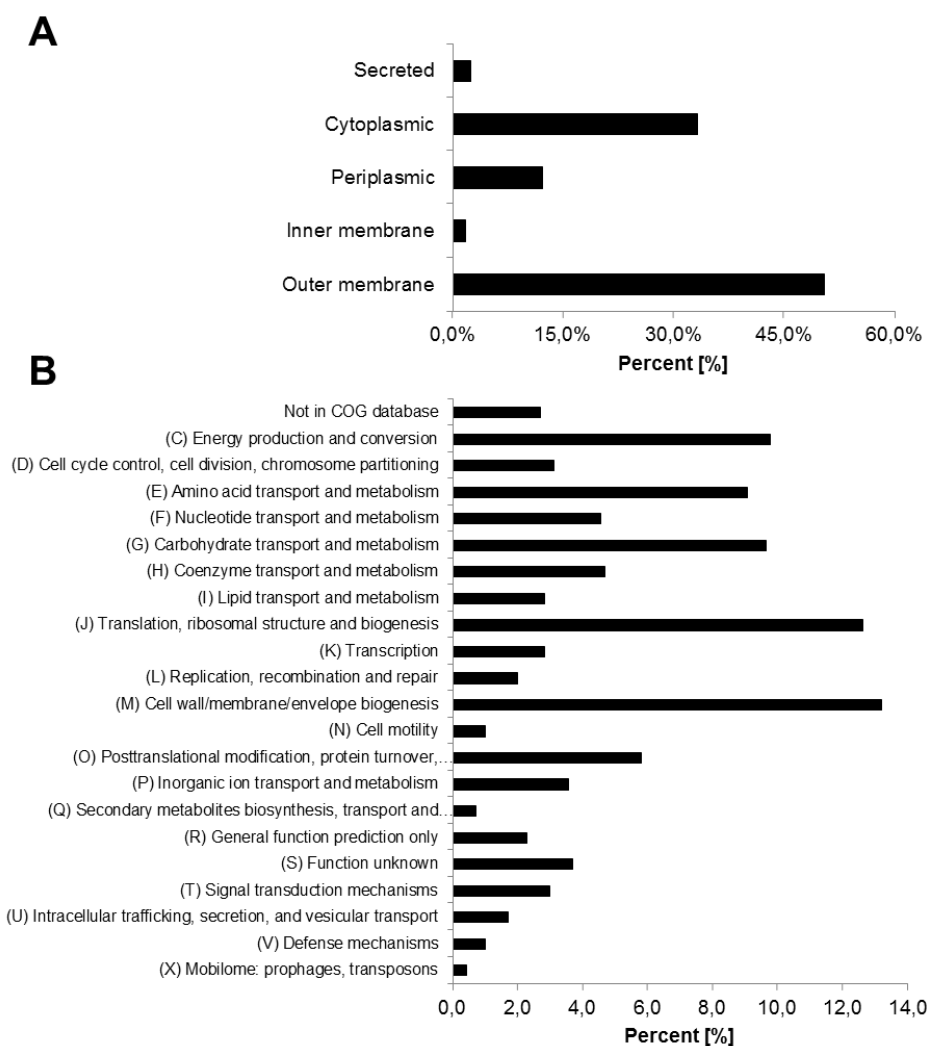 A
Secreted
Cytoplasmic
Periplasmic
Inner membrane
Outer membrane
0,0% 15,0% 30,0% 45,0% 60,0%
Percent [%]
B
Not in COG database
(C) Energy production and conversion
(D) Cell cycle control, cell division, chromosome partitioning
(E) Amino acid transport and metabolism
(F) Nucleotide transport and metabolism
(G) Carbohydrate transport and metabolism
(H) Coenzyme transport and metabolism
(I) Lipid transport and metabolism
(J) Translation, ribosomal structure and biogenesis
(K) Transcription
(L) Replication, recombination and repair
(M) Cell wall/membrane/envelope biogenesis
(N) Cell motility
(O) Posttranslational modification, protein turnover,...
(P) Inorganic ion transport and metabolism
(Q) Secondary metabolites biosynthesis, transport and...
(R) General function prediction only
(S) Function unknown
(T) Signal transduction mechanisms
(U) Intracellular trafficking, secretion, and vesicular transport
(V) Defense mechanisms
(X) Mobilome: prophages, transposons
0,0 2,0 4,0 6,0 8,0 10,0 12,0 14,0
Percent [%]